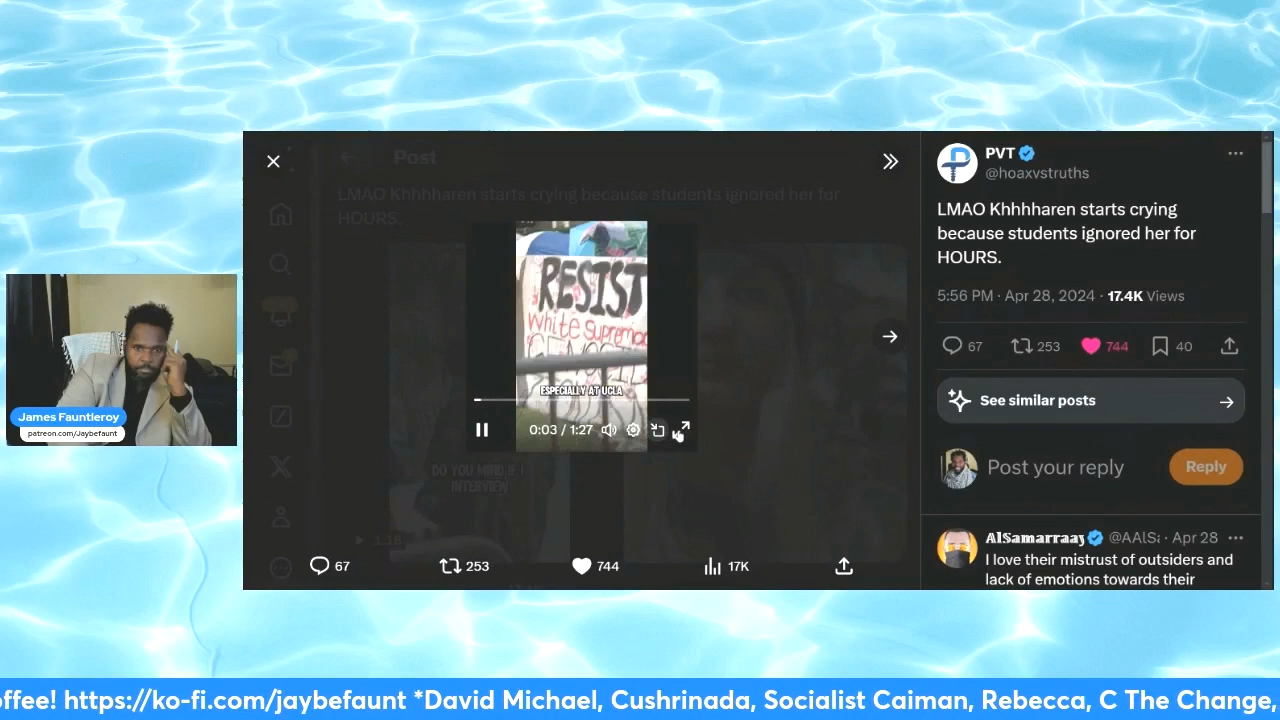 Post
LMAO Khhhharen starts crying because students ignored her for
HOURS.
RESIST
White Supremac
ESPECIALLY AT UCLA
0:03 / 1:27
DO YOU MIND IF I
INTERVIEW
1:18
67
253
744
17K
PVT
@hoaxvstruths
LMAO Khhhharen starts crying
because students ignored her for
HOURS.
5:56 PM · Apr 28, 2024 · 17.4K Views
67
253
744
40
See similar posts
Post your reply
Reply
AlSamarraay @AAlSa · Apr 28
I love their mistrust of outsiders and
lack of emotions towards their
James Fauntleroy
patreon.com/Jaybefaunt
offee! https://ko-fi.com/jaybefaunt *David Michael, Cushrinada, Socialist Caiman, Rebecca, C The Change,